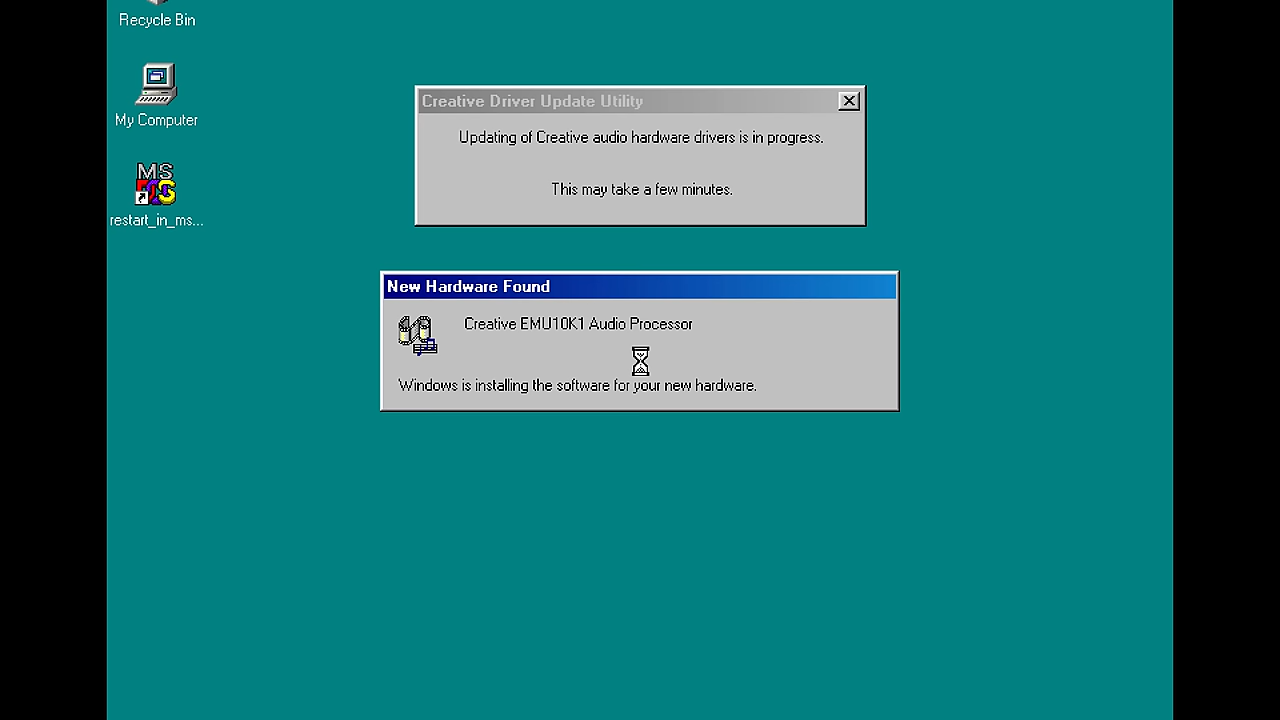 Recycle Bin
My Computer
MS
restart_in_ms...
Creative Driver Update Utility
Updating of Creative audio hardware drivers is in progress.
This may take a few minutes.
New Hardware Found
Creative EMU10K1 Audio Processor
Windows is installing the software for your new hardware.